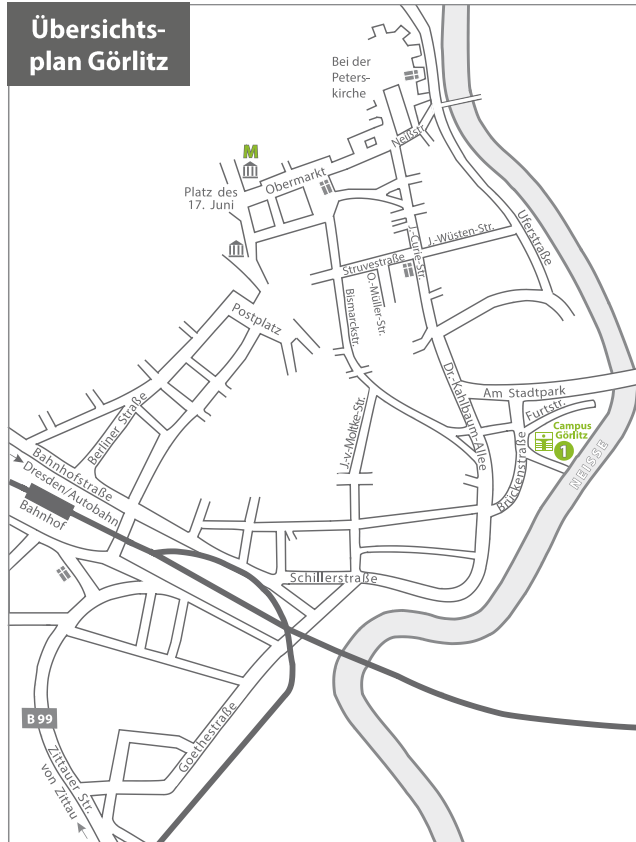 Übersichts-
plan Görlitz
Bei der
Peters-
kirche
Neißstr.
M
Obermarkt
Platz des
17. Juni
J.-Wüsten-Str.
Uferstraße
J.-Curie-Str.
Struvestraße
O.-Müller-Str.
Bismarckstr.
Postplatz
Dr.-Kahlbaum-Allee
Am Stadtpark
Furtstr.
Campus
Görlitz
1
Brückenstraße
NEISSE
J.-v.-Moltke-Str.
Berliner Straße
Bahnhofstraße
Dresden/Autobahn
Bahnhof
Schillerstraße
Goethestraße
B 99
Zittauer Str.
von Zittau